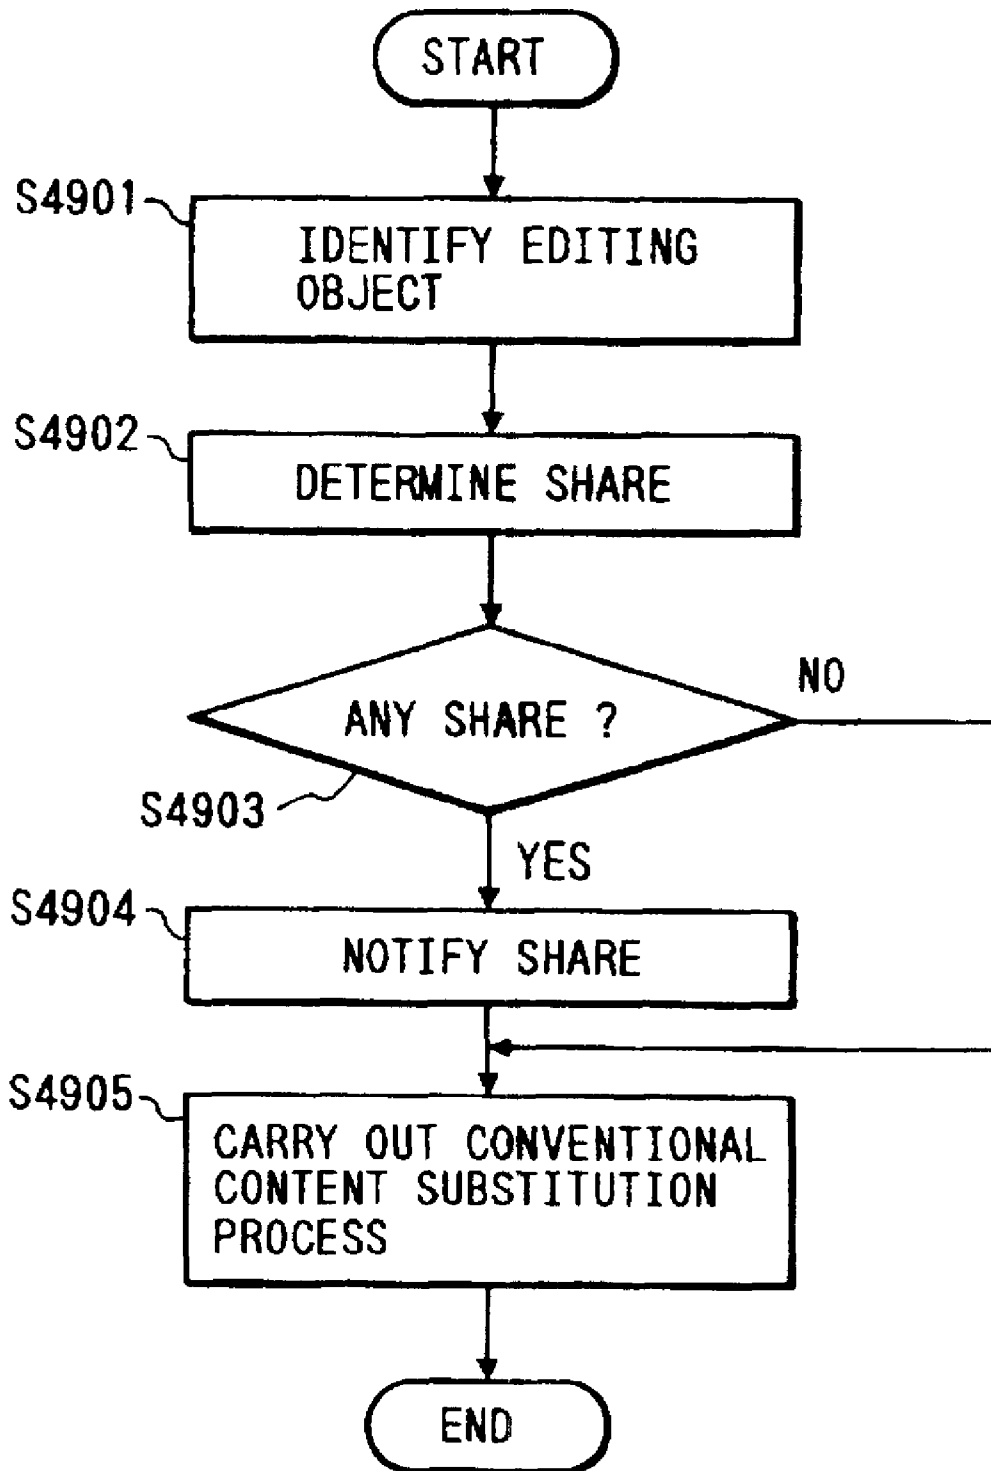 START
S4901
IDENTIFY EDITING
OBJECT
S4902
DETERMINE SHARE
ANY SHARE ?
NO
S4903
YES
S4904
NOTIFY SHARE
S4905
CARRY OUT CONVENTIONAL
CONTENT SUBSTITUTION
PROCESS
END